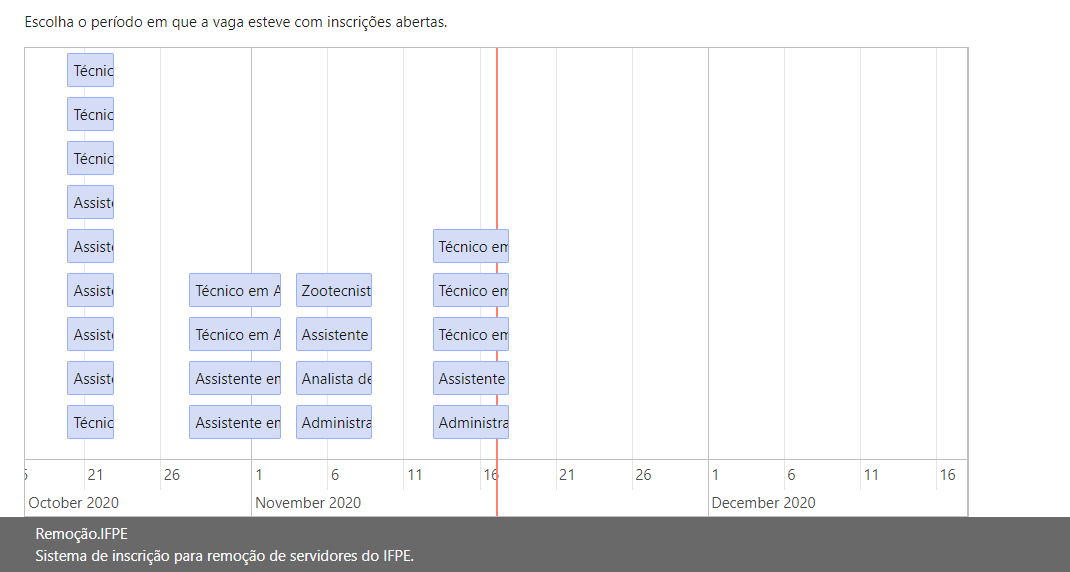 Escolha o período em que a vaga esteve com inscrições abertas.
Técnic
Técnic
Técnic
Assist
Assist
Técnico em
Assist
Técnico em A
Zootecnist
Técnico em
Assist
Técnico em A
Assistente
Técnico em
Assist
Assistente en
Analista de
Assistente
Técnic
Assistente en
Administra
Administra
21 26 1 6 11 16 21 26 1 6 11 16
October 2020 November 2020 December 2020
Remoção.IFPE
Sistema de inscrição para remoção de servidores do IFPE.